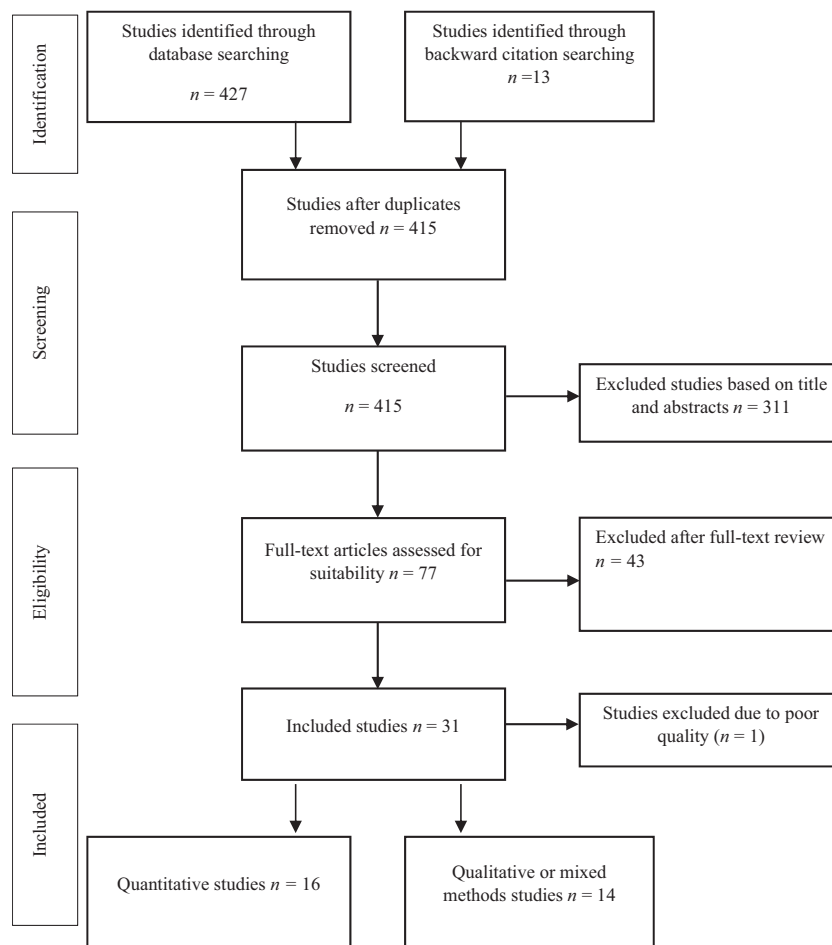 Identification
Studies identified through
database searching
n = 427
Studies identified through
backward citation searching
n =13
Studies after duplicates
removed n = 415
Screening
Studies screened
n = 415
Excluded studies based on title
and abstracts n = 311
Eligibility
Full-text articles assessed for
suitability n = 77
Excluded after full-text review
n = 43
Included studies n = 31
Studies excluded due to poor
quality (n = 1)
Included
Quantitative studies n = 16
Qualitative or mixed
methods studies n = 14